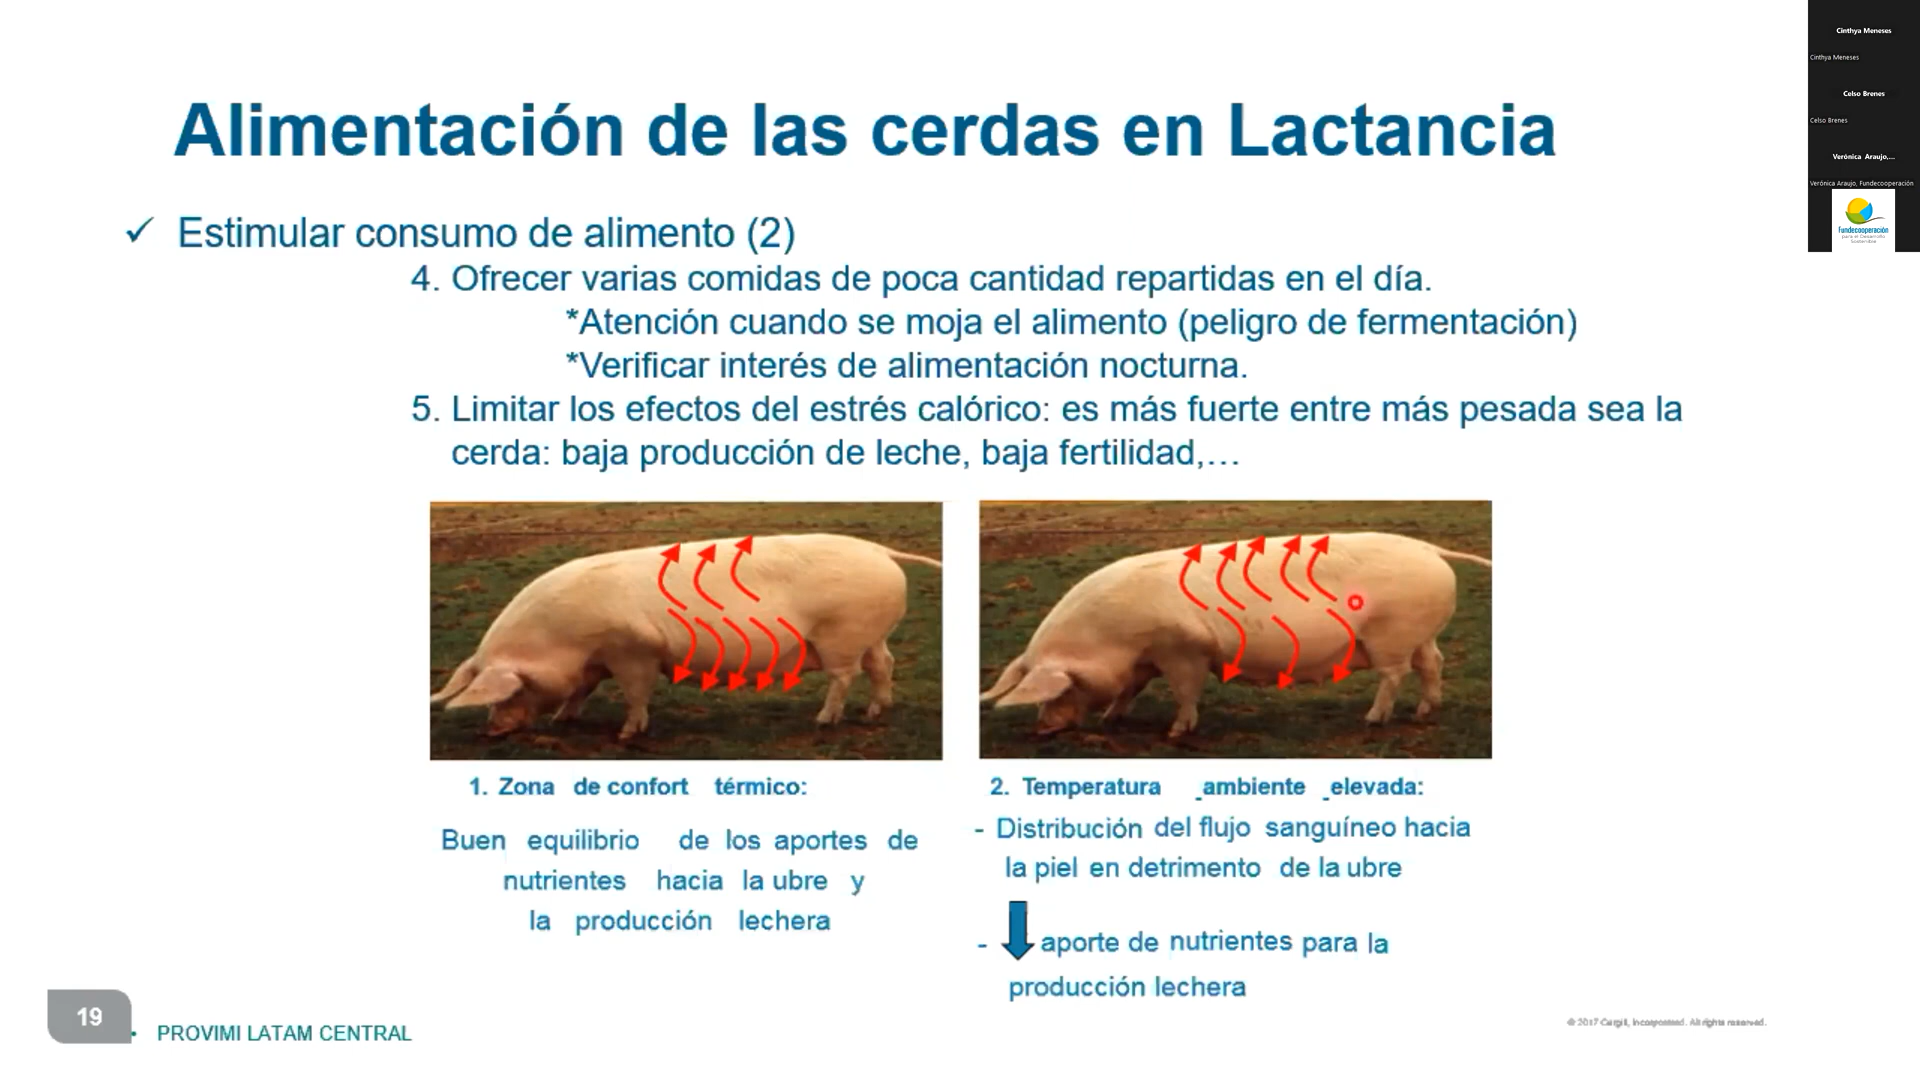 Alimentación de las cerdas en Lactancia
✓ Estimular consumo de alimento (2)
4. Ofrecer varias comidas de poca cantidad repartidas en el día.
*Atención cuando se moja el alimento (peligro de fermentación)
*Verificar interés de alimentación nocturna.
5. Limitar los efectos del estrés calórico: es más fuerte entre más pesada sea la
cerda: baja producción de leche, baja fertilidad,…
1. Zona de confort térmico:
Buen equilibrio de los aportes de
nutrientes hacia la ubre y
la producción lechera
2. Temperatura ambiente elevada:
- Distribución del flujo sanguíneo hacia
la piel en detrimento de la ubre
- aporte de nutrientes para la
producción lechera
19
• PROVIMI LATAM CENTRAL
© 2017 Cargill, Incorporated. All rights reserved.
Cinthya Meneses
Cinthya Meneses
Celso Brenes
Celso Brenes
Verónica Araujo,...
Verónica Araujo, Fundecooperación
Fundecooperación
para el Desarrollo
Sostenible